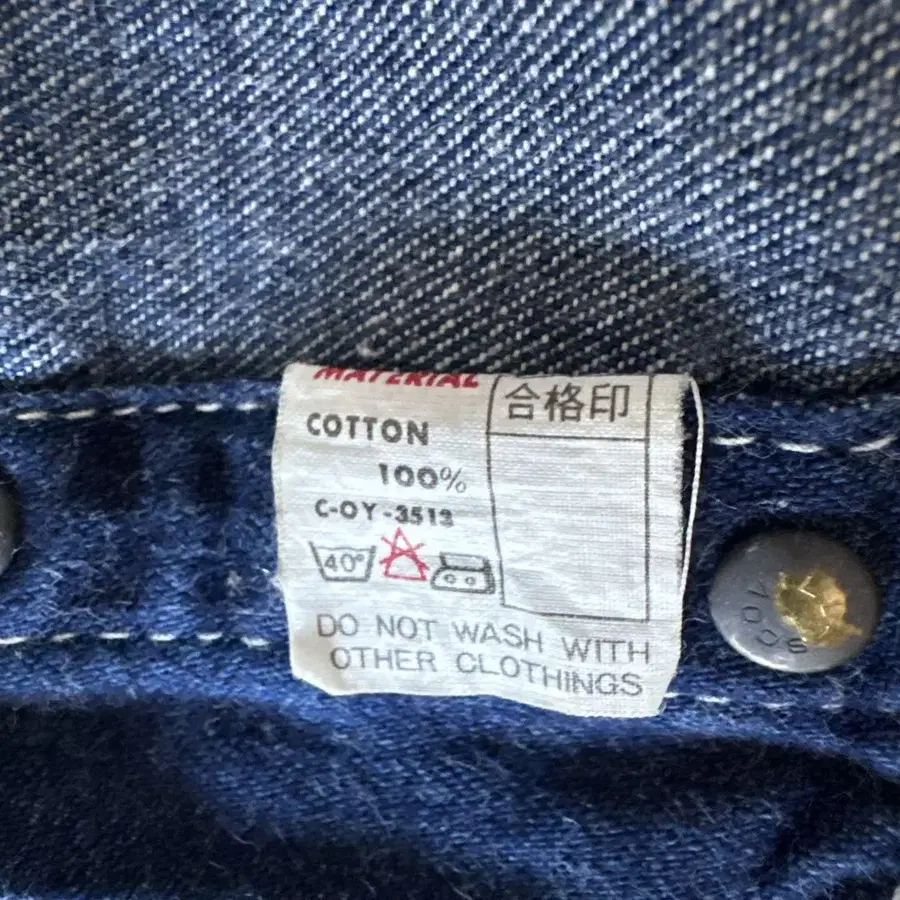 MATERIAL
合格印
COTTON
100%
C-OY-3513
40°
DO NOT WASH WITH
OTHER CLOTHINGS